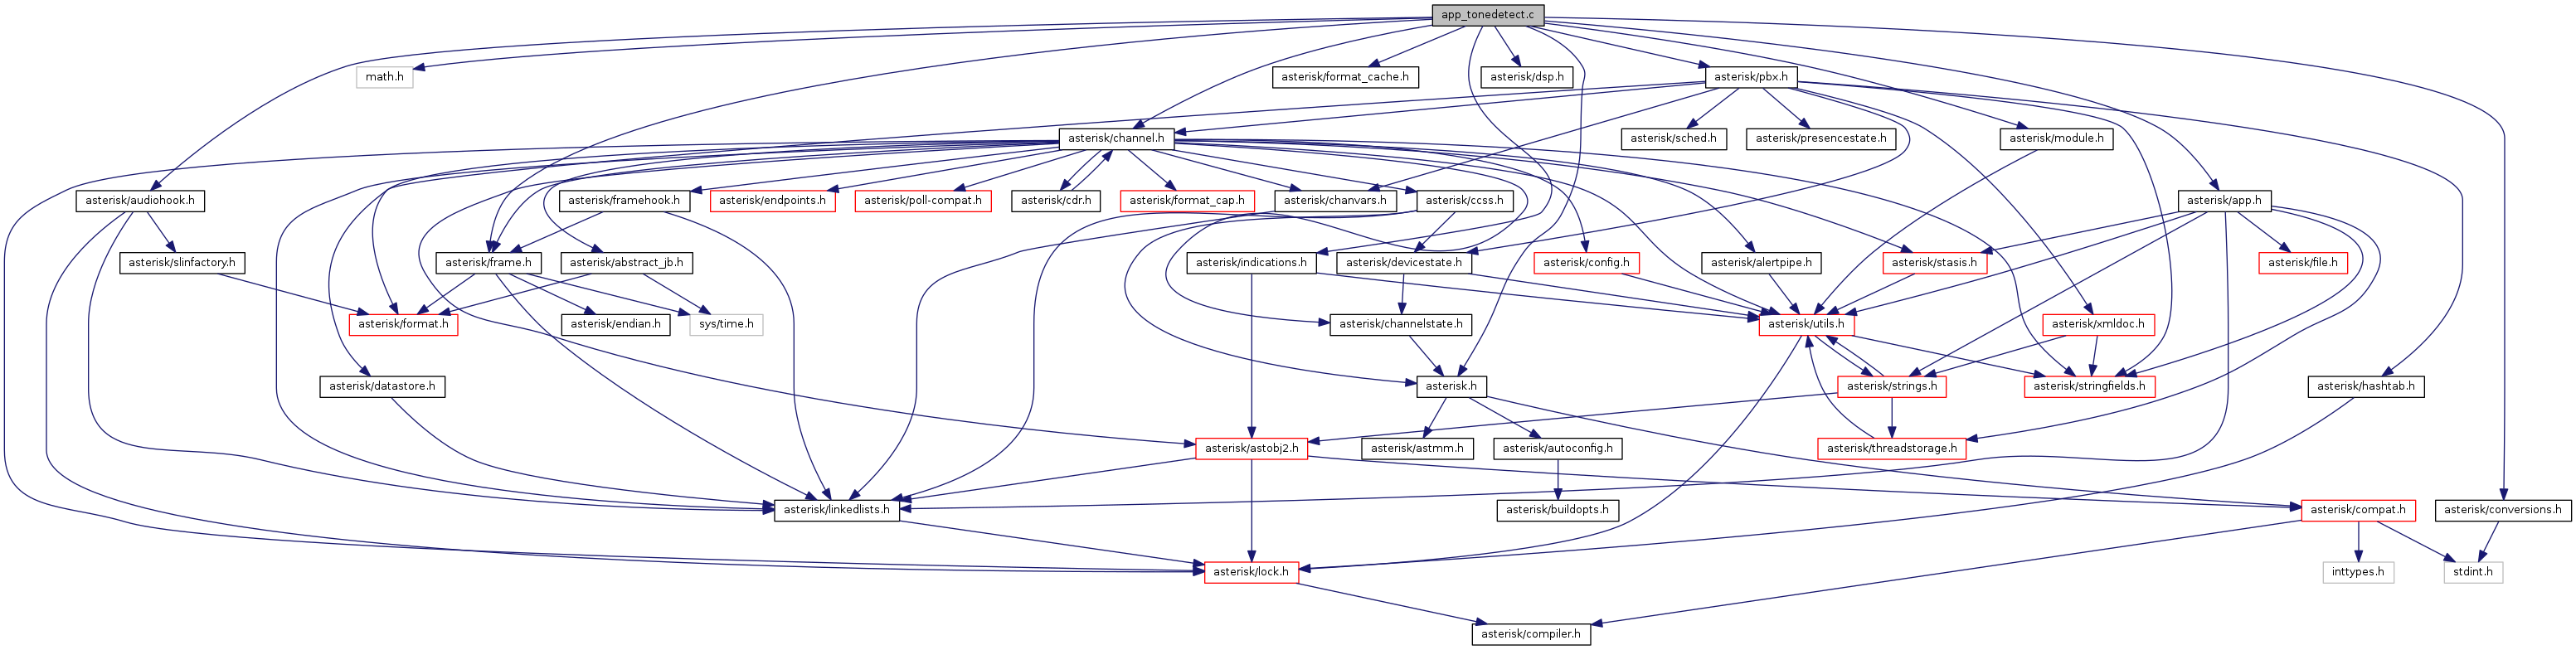 app_tonedetect.c
math.h
asterisk/format_cache.h
asterisk/dsp.h
asterisk/pbx.h
asterisk/channel.h
asterisk/sched.h
asterisk/presencestate.h
asterisk/module.h
asterisk/audiohook.h
asterisk/framehook.h
asterisk/endpoints.h
asterisk/poll-compat.h
asterisk/cdr.h
asterisk/format_cap.h
asterisk/chanvars.h
asterisk/ccss.h
asterisk/app.h
asterisk/slinfactory.h
asterisk/frame.h
asterisk/abstract_jb.h
asterisk/indications.h
asterisk/devicestate.h
asterisk/config.h
asterisk/alertpipe.h
asterisk/stasis.h
asterisk/file.h
asterisk/format.h
asterisk/endian.h
sys/time.h
asterisk/channelstate.h
asterisk/utils.h
asterisk/xmldoc.h
asterisk/datastore.h
asterisk.h
asterisk/strings.h
asterisk/stringfields.h
asterisk/hashtab.h
asterisk/astobj2.h
asterisk/astmm.h
asterisk/autoconfig.h
asterisk/threadstorage.h
asterisk/linkedlists.h
asterisk/buildopts.h
asterisk/compat.h
asterisk/conversions.h
asterisk/lock.h
inttypes.h
stdint.h
asterisk/compiler.h